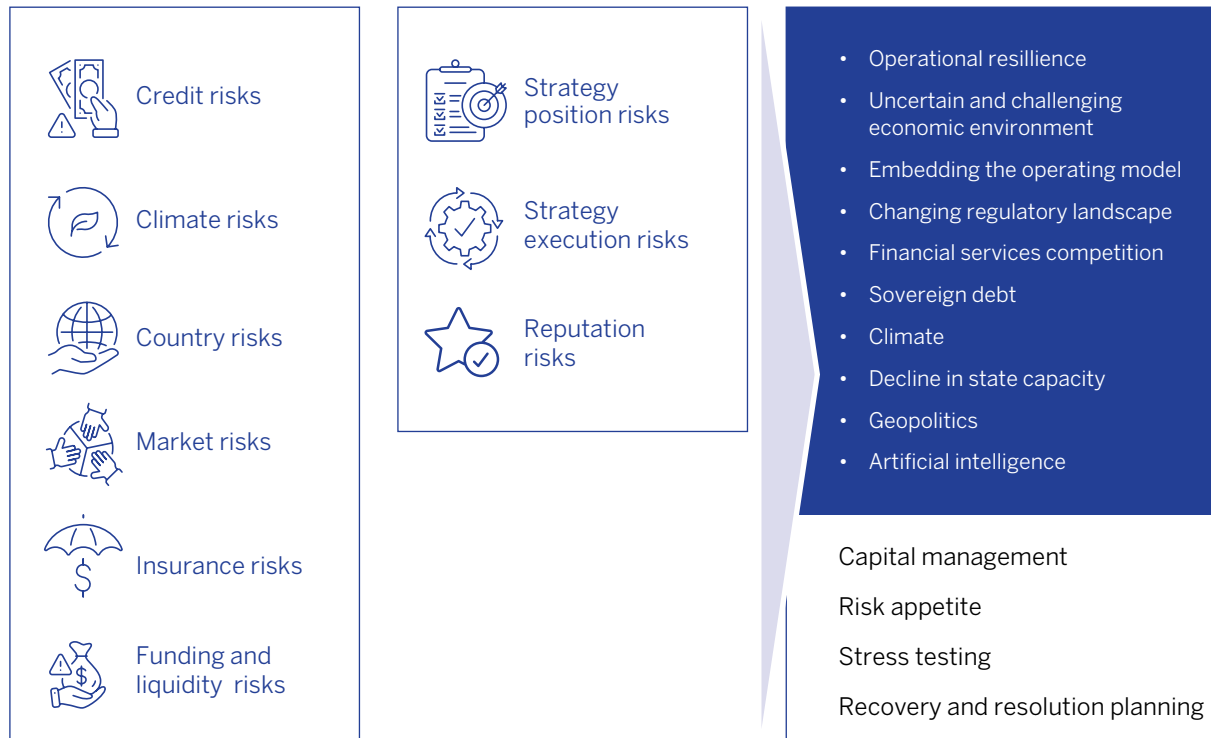 Credit risks
Climate risks
Country risks
Market risks
Insurance risks
$
Funding and
liquidity risks
$
Strategy
position risks
Strategy
execution risks
Reputation
risks
• Operational resillience
• Uncertain and challenging
economic environment
• Embedding the operating model
• Changing regulatory landscape
• Financial services competition
• Sovereign debt
• Climate
• Decline in state capacity
• Geopolitics
• Artificial intelligence
Capital management
Risk appetite
Stress testing
Recovery and resolution planning